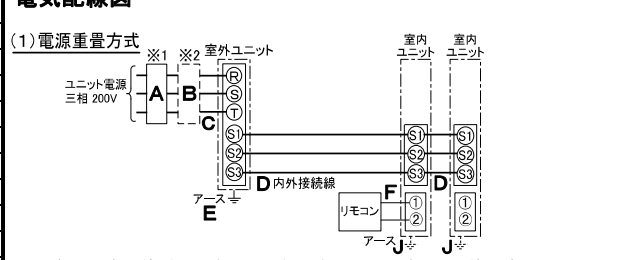 電気配線図
(1)電源重畳方式
※1
※2
室外ユニット
室内
ユニット
室内
ユニット
ユニット電源
三相 200V
A
B
C
R
S
T
S1
S2
S3
S1
S2
S3
S1
S2
S3
D 内外接続線
D
アース
E
リモコン
F
①
②
①
②
アース
J
J